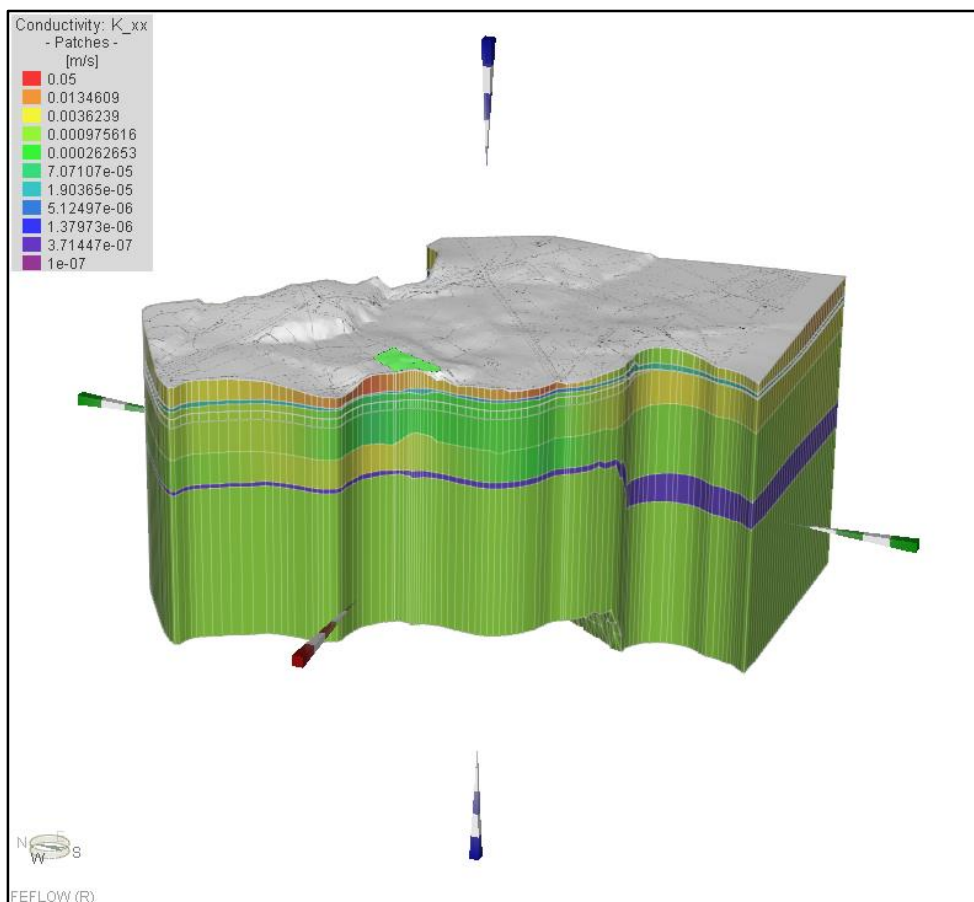 Conductivity: K_xx
- Patches -
[m/s]
0.05
0.0134609
0.0036239
0.000975616
0.000262653
7.07107e-05
1.90365e-05
5.12497e-06
1.37973e-06
3.71447e-07
1e-07
N E
W S
FEFLOW (R)